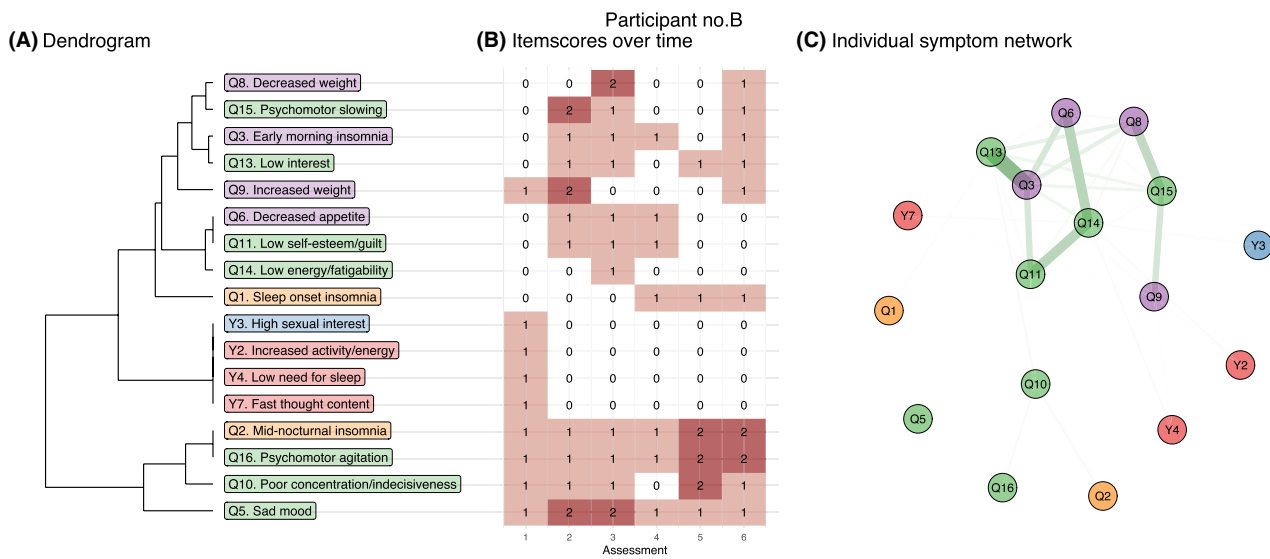 Participant no.B
(A) Dendrogram
(B) Itemscores over time
(C) Individual symptom network
Q8. Decreased weight 0 0 2 0 0 1
Q15. Psychomotor slowing 0 2 1 0 0 1
Q3. Early morning insomnia 0 1 1 1 0 1
Q13. Low interest 0 1 1 0 1 1
Q9. Increased weight 1 2 0 0 0 1
Q6. Decreased appetite 0 1 1 1 0 0
Q11. Low self-esteem/guilt 0 1 1 1 0 0
Q14. Low energy/fatigability 0 0 1 0 0 0
Q1. Sleep onset insomnia 0 0 0 1 1 1
Y3. High sexual interest 1 0 0 0 0 0
Y2. Increased activity/energy 1 0 0 0 0 0
Y4. Low need for sleep 1 0 0 0 0 0
Y7. Fast thought content 1 0 0 0 0 0
Q2. Mid-nocturnal insomnia 1 1 1 1 2 2
Q16. Psychomotor agitation 1 1 1 1 2 2
Q10. Poor concentration/indecisiveness 1 1 1 0 2 1
Q5. Sad mood 1 2 2 1 1 1
1 2 3 4 5 6
Assessment
Q6
Q8
Q13
Q3
Q15
Y7
Q14
Y3
Q11
Q9
Q1
Y2
Q10
Q5
Y4
Q16
Q2